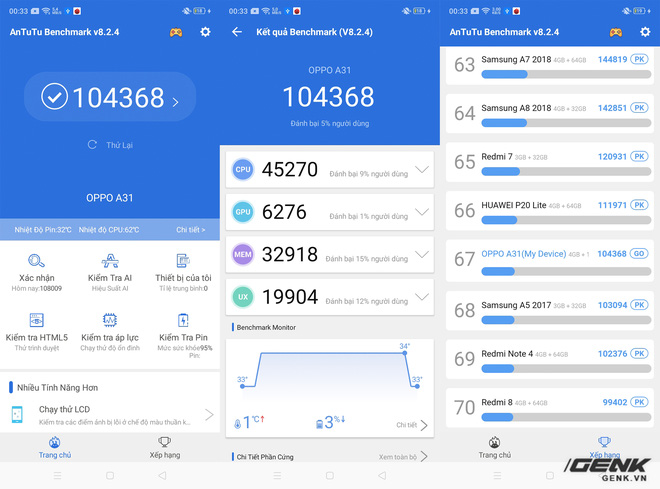 00:33
AnTuTu Benchmark v8.2.4
104368
Thử Lại
OPPO A31
Nhiệt Độ Pin:32°C Nhiệt độ CPU:62°C Chi tiết >
Xác nhận
Hôm nay:108009
Kiểm Tra AI
Hiệu Suất AI
Thiết bị của tôi
Tỉ lệ trung bình:0
Kiểm tra HTML5
Thử trình duyệt
Kiểm tra áp lực
Chạy thử độ ổn đinh
Kiểm Tra Pin
Mức sức khỏe95%
Pin:
Nhiều Tính Năng Hơn
Chạy thử LCD
Kiểm tra các điểm ảnh bị lỗi ở chế độ màu thuần k...
Trang chủ
Xếp hạng
00:33
Kết quả Benchmark (V8.2.4)
OPPO A31
104368
Đánh bại 5% người dùng
CPU 45270 Đánh bại 9% người dùng
GPU 6276 Đánh bại 1% người dùng
MEM 32918 Đánh bại 15% người dùng
UX 19904 Đánh bại 12% người dùng
Benchmark Monitor
33°
34°
33°
1°C↑
3%↓
Chi tiết
Chi Tiết Phần Cứng
Xem toàn bộ
00:33
AnTuTu Benchmark v8.2.4
63 Samsung A7 2018 4GB + 64GB 144819 PK
64 Samsung A8 2018 4GB + 32GB 142851 PK
65 Redmi 7 3GB + 32GB 120931 PK
66 HUAWEI P20 Lite 4GB + 64GB 111971 PK
67 OPPO A31(My Device) 4GB + 1 104368 GO
68 Samsung A5 2017 3GB + 32GB 103094 PK
69 Redmi Note 4 4GB + 64GB 102376 PK
70 Redmi 8 4GB + 64GB 99402 PK
Trang chủ
Xếp hạng
GENK
GENK.VN